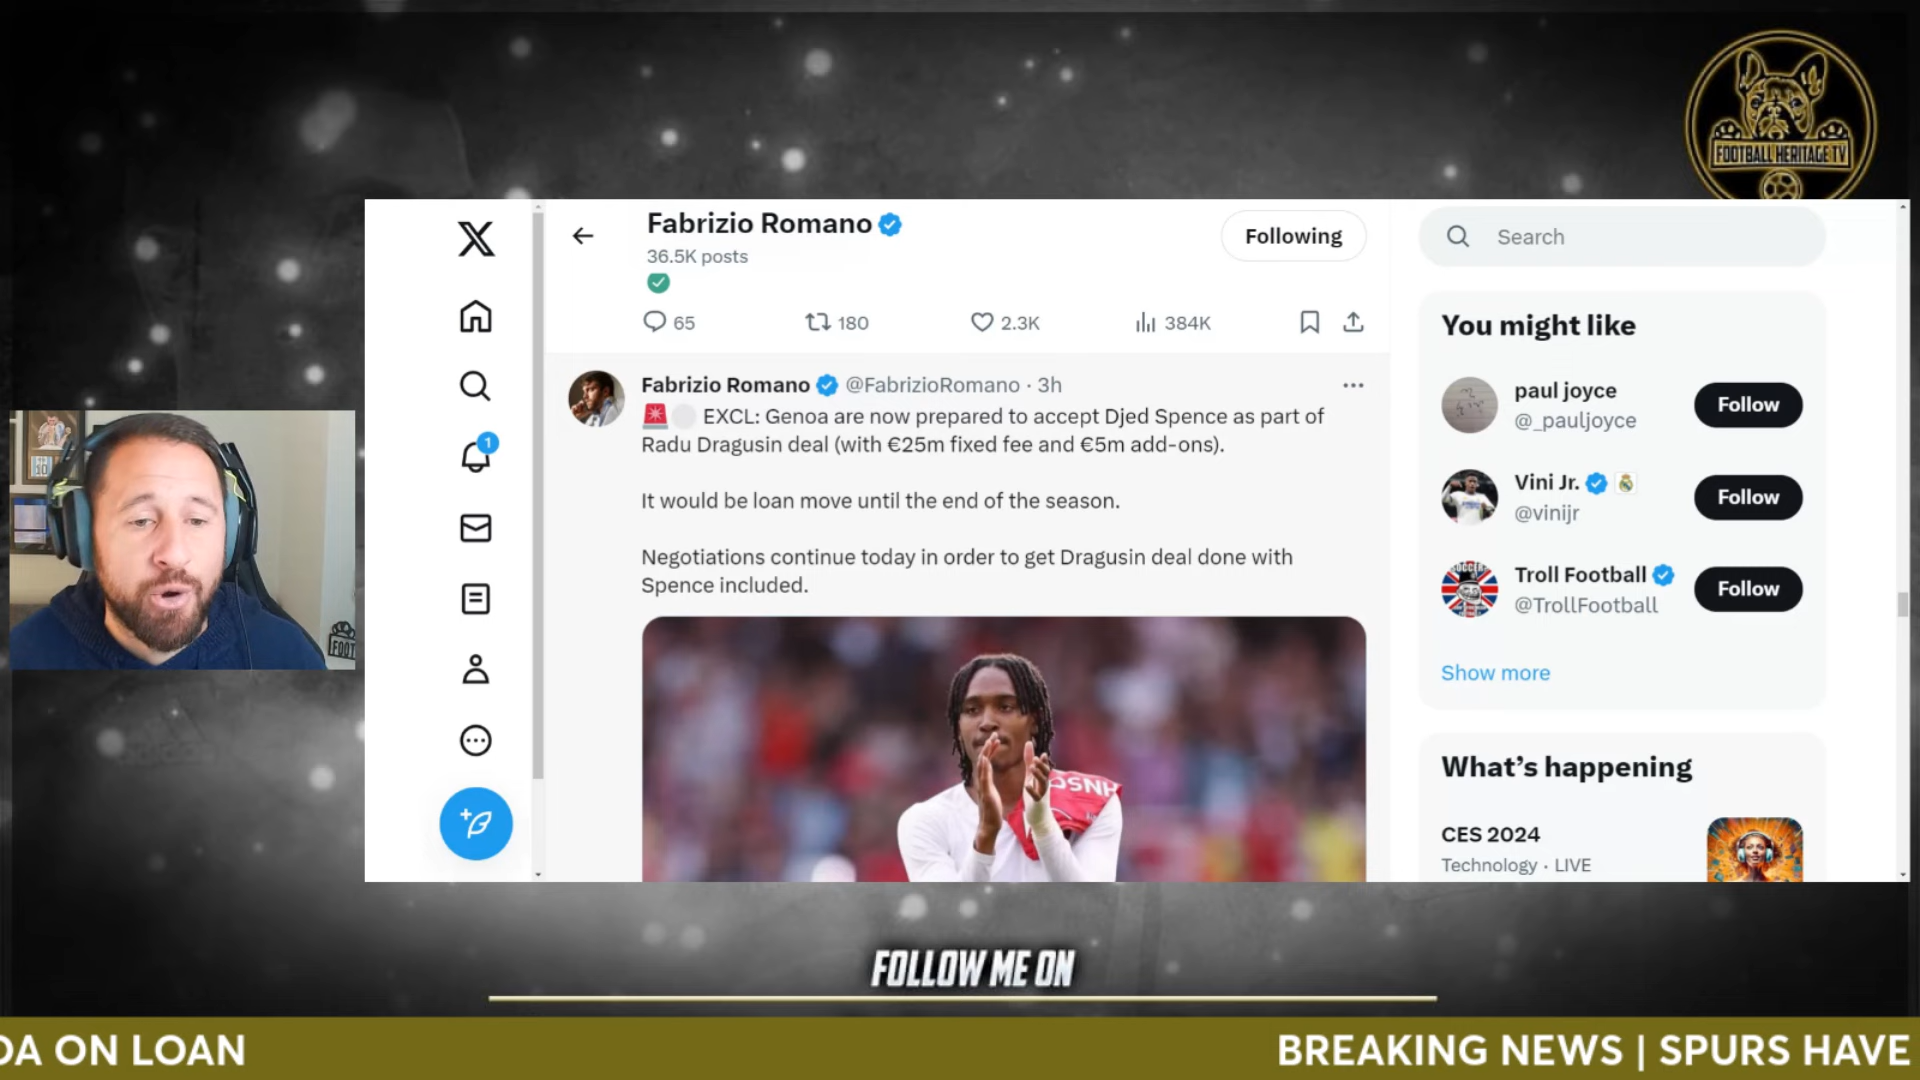 FOOTBALL HERITAGE TV
Fabrizio Romano
36.5K posts
Following
Search
65
180
2.3K
384K
You might like
Fabrizio Romano @FabrizioRomano · 3h
EXCL: Genoa are now prepared to accept Djed Spence as part of
Radu Dragusin deal (with €25m fixed fee and €5m add-ons).
It would be loan move until the end of the season.
Negotiations continue today in order to get Dragusin deal done with
Spence included.
paul joyce
@_pauljoyce
Follow
Vini Jr.
@vinijr
Follow
Troll Football
@TrollFootball
Follow
Show more
What’s happening
CES 2024
Technology · LIVE
1
FOOT
FOLLOW ME ON
DA ON LOAN
BREAKING NEWS | SPURS HAVE